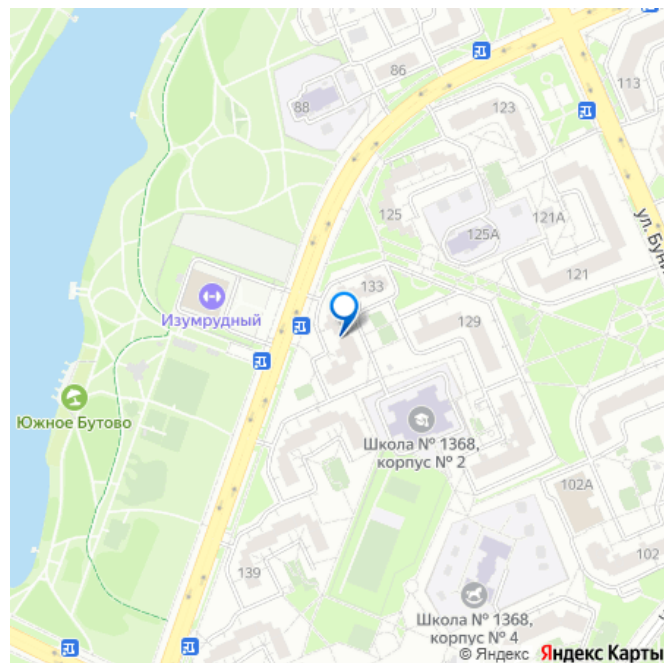 86
88
123
113
125
125А
121А
121
ул. Буни
133
129
Изумрудный
Южное Бутово
Школа № 1368,
корпус № 2
102А
102
139
Школа № 1368,
корпус № 4
© Яндекс Яндекс Карты